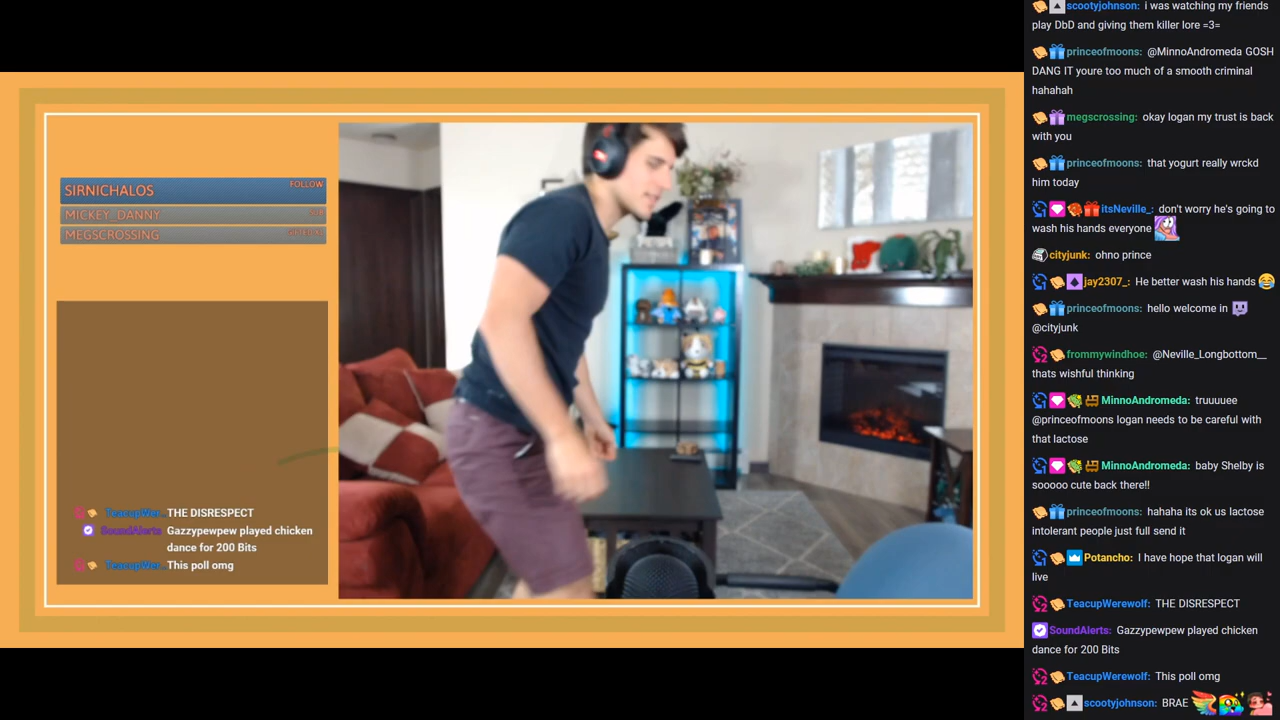 SIRNICHALOS
FOLLOW
MICKEY_DANNY
SUB
MEGSCROSSING
TeacupWer.. THE DISRESPECT
SoundAlerts Gazzypewpew played chicken
dance for 200 Bits
TeacupWer.. This poll omg
scootyjohnson: i was watching my friends
play DbD and giving them killer lore =3=
princeofmoons: @MinnoAndromeda GOSH
DANG IT youre too much of a smooth criminal
hahahah
megscrossing: okay logan my trust is back
with you
princeofmoons: that yogurt really wrckd
him today
itsNeville_: don't worry he's going to
wash his hands everyone
cityjunk: ohno prince
jay2307_: He better wash his hands
princeofmoons: hello welcome in
@cityjunk
frommywindhoe: @Neville_Longbottom__
thats wishful thinking
MinnoAndromeda: truuuuee
@princeofmoons logan needs to be careful with
that lactose
MinnoAndromeda: baby Shelby is
sooooo cute back there!!
princeofmoons: hahaha its ok us lactose
intolerant people just full send it
Potancho: I have hope that logan will
live
TeacupWerewolf: THE DISRESPECT
SoundAlerts: Gazzypewpew played chicken
dance for 200 Bits
TeacupWerewolf: This poll omg
scootyjohnson: BRAE